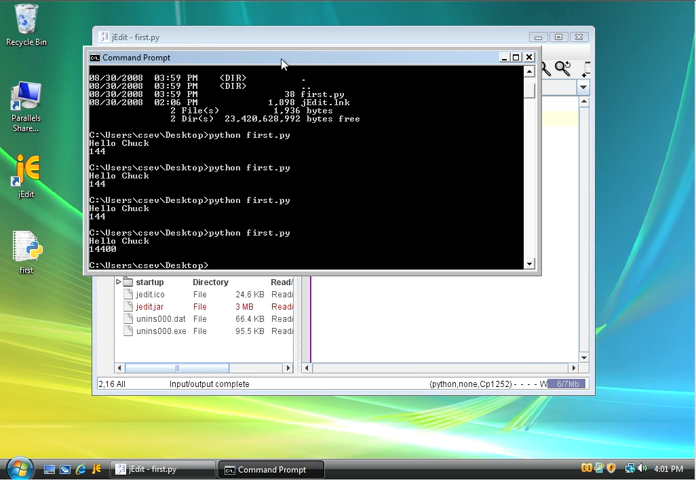 Recycle Bin
Parallels
Share...
jEdit
first
jEdit - first.py
Command Prompt
08/30/2008  03:59 PM    <DIR>          .
08/30/2008  03:59 PM    <DIR>          ..
08/30/2008  03:59 PM                38 first.py
08/30/2008  02:06 PM             1,898 jEdit.lnk
2 File(s)          1,936 bytes
2 Dir(s)  23,420,628,992 bytes free
C:\Users\csev\Desktop>python first.py
Hello Chuck
144
C:\Users\csev\Desktop>python first.py
Hello Chuck
144
C:\Users\csev\Desktop>python first.py
Hello Chuck
144
C:\Users\csev\Desktop>python first.py
Hello Chuck
14400
C:\Users\csev\Desktop>
startup Directory Read/
jedit.ico File 24.6 KB Read/
jedit.jar File 3 MB Read/
unins000.dat File 66.4 KB Read/
unins000.exe File 95.5 KB Read/
2,16 All Input/output complete (python,none,Cp1252) - - - - W 6/7Mb
jEdit - first.py
Command Prompt
4:01 PM